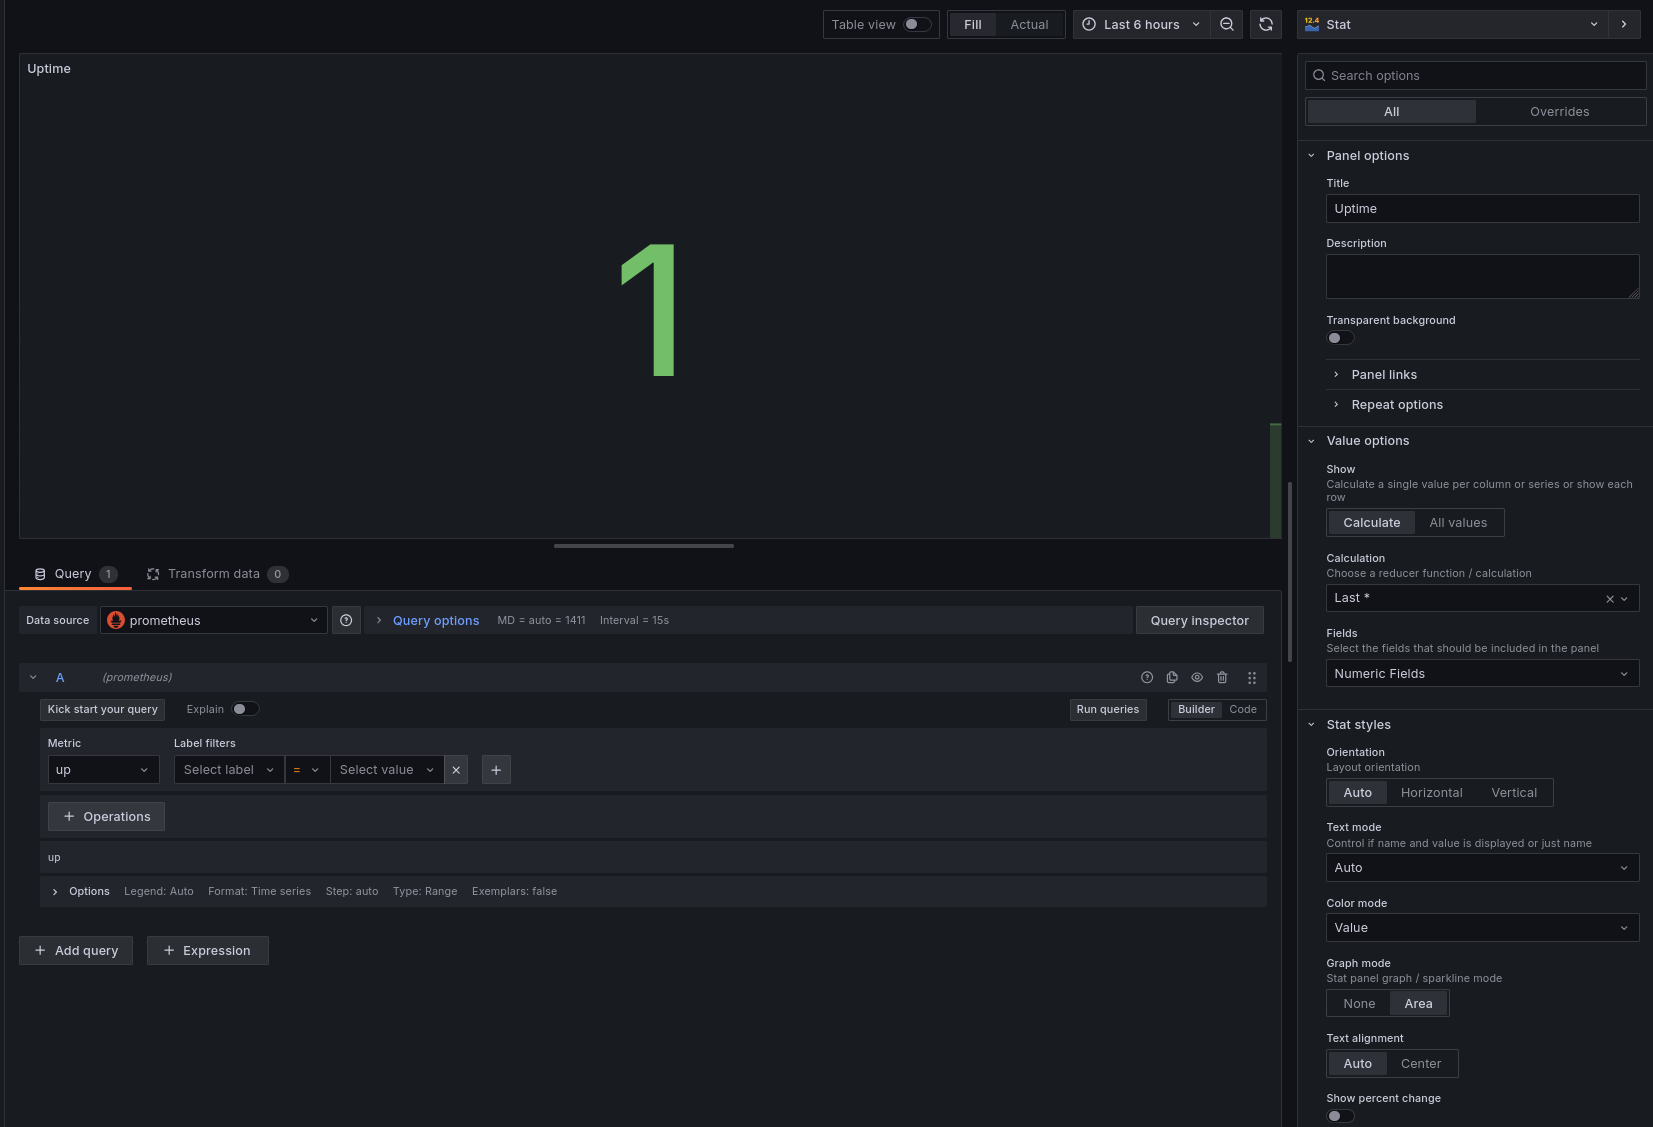 Table view
Fill
Actual
Last 6 hours
12.4
Stat
Uptime
1
Search options
All
Overrides
Panel options
Title
Uptime
Description
Transparent background
Panel links
Repeat options
Value options
Show
Calculate a single value per column or series or show each
row
Calculate
All values
Calculation
Choose a reducer function / calculation
Last *
Fields
Select the fields that should be included in the panel
Numeric Fields
Stat styles
Orientation
Layout orientation
Auto
Horizontal
Vertical
Text mode
Control if name and value is displayed or just name
Auto
Color mode
Value
Graph mode
Stat panel graph / sparkline mode
None
Area
Text alignment
Auto
Center
Show percent change
Query 1
Transform data 0
Data source
prometheus
Query options
MD = auto = 1411
Interval = 15s
Query inspector
A
(prometheus)
Kick start your query
Explain
Run queries
Builder
Code
Metric
Label filters
up
Select label
=
Select value
+ Operations
up
Options
Legend: Auto
Format: Time series
Step: auto
Type: Range
Exemplars: false
+ Add query
+ Expression